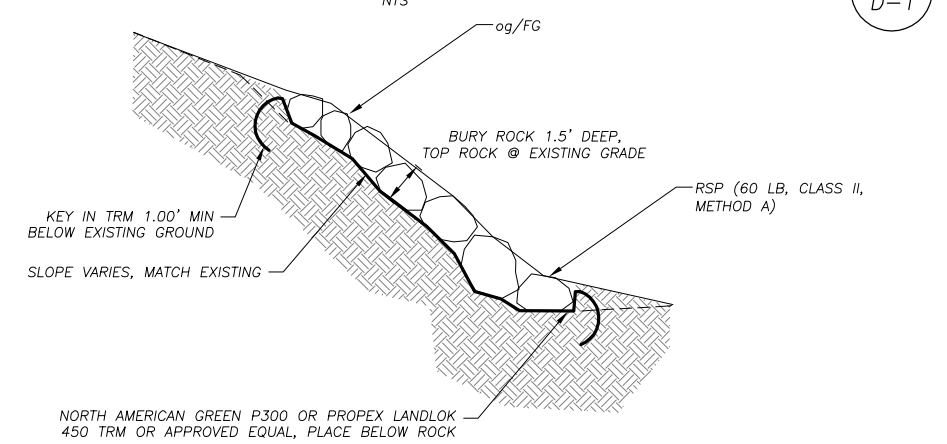 NTS
D-1
og/FG
BURY ROCK 1.5' DEEP,
TOP ROCK @ EXISTING GRADE
RSP (60 LB, CLASS II,
METHOD A)
KEY IN TRM 1.00' MIN
BELOW EXISTING GROUND
SLOPE VARIES, MATCH EXISTING
NORTH AMERICAN GREEN P300 OR PROPEX LANDLOK
450 TRM OR APPROVED EQUAL, PLACE BELOW ROCK